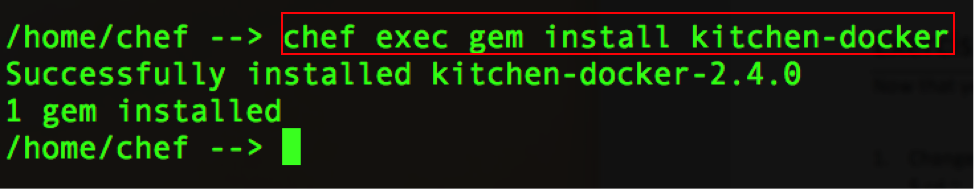 /home/chef --> chef exec gem install kitchen-docker
Successfully installed kitchen-docker-2.4.0
1 gem installed
/home/chef -->